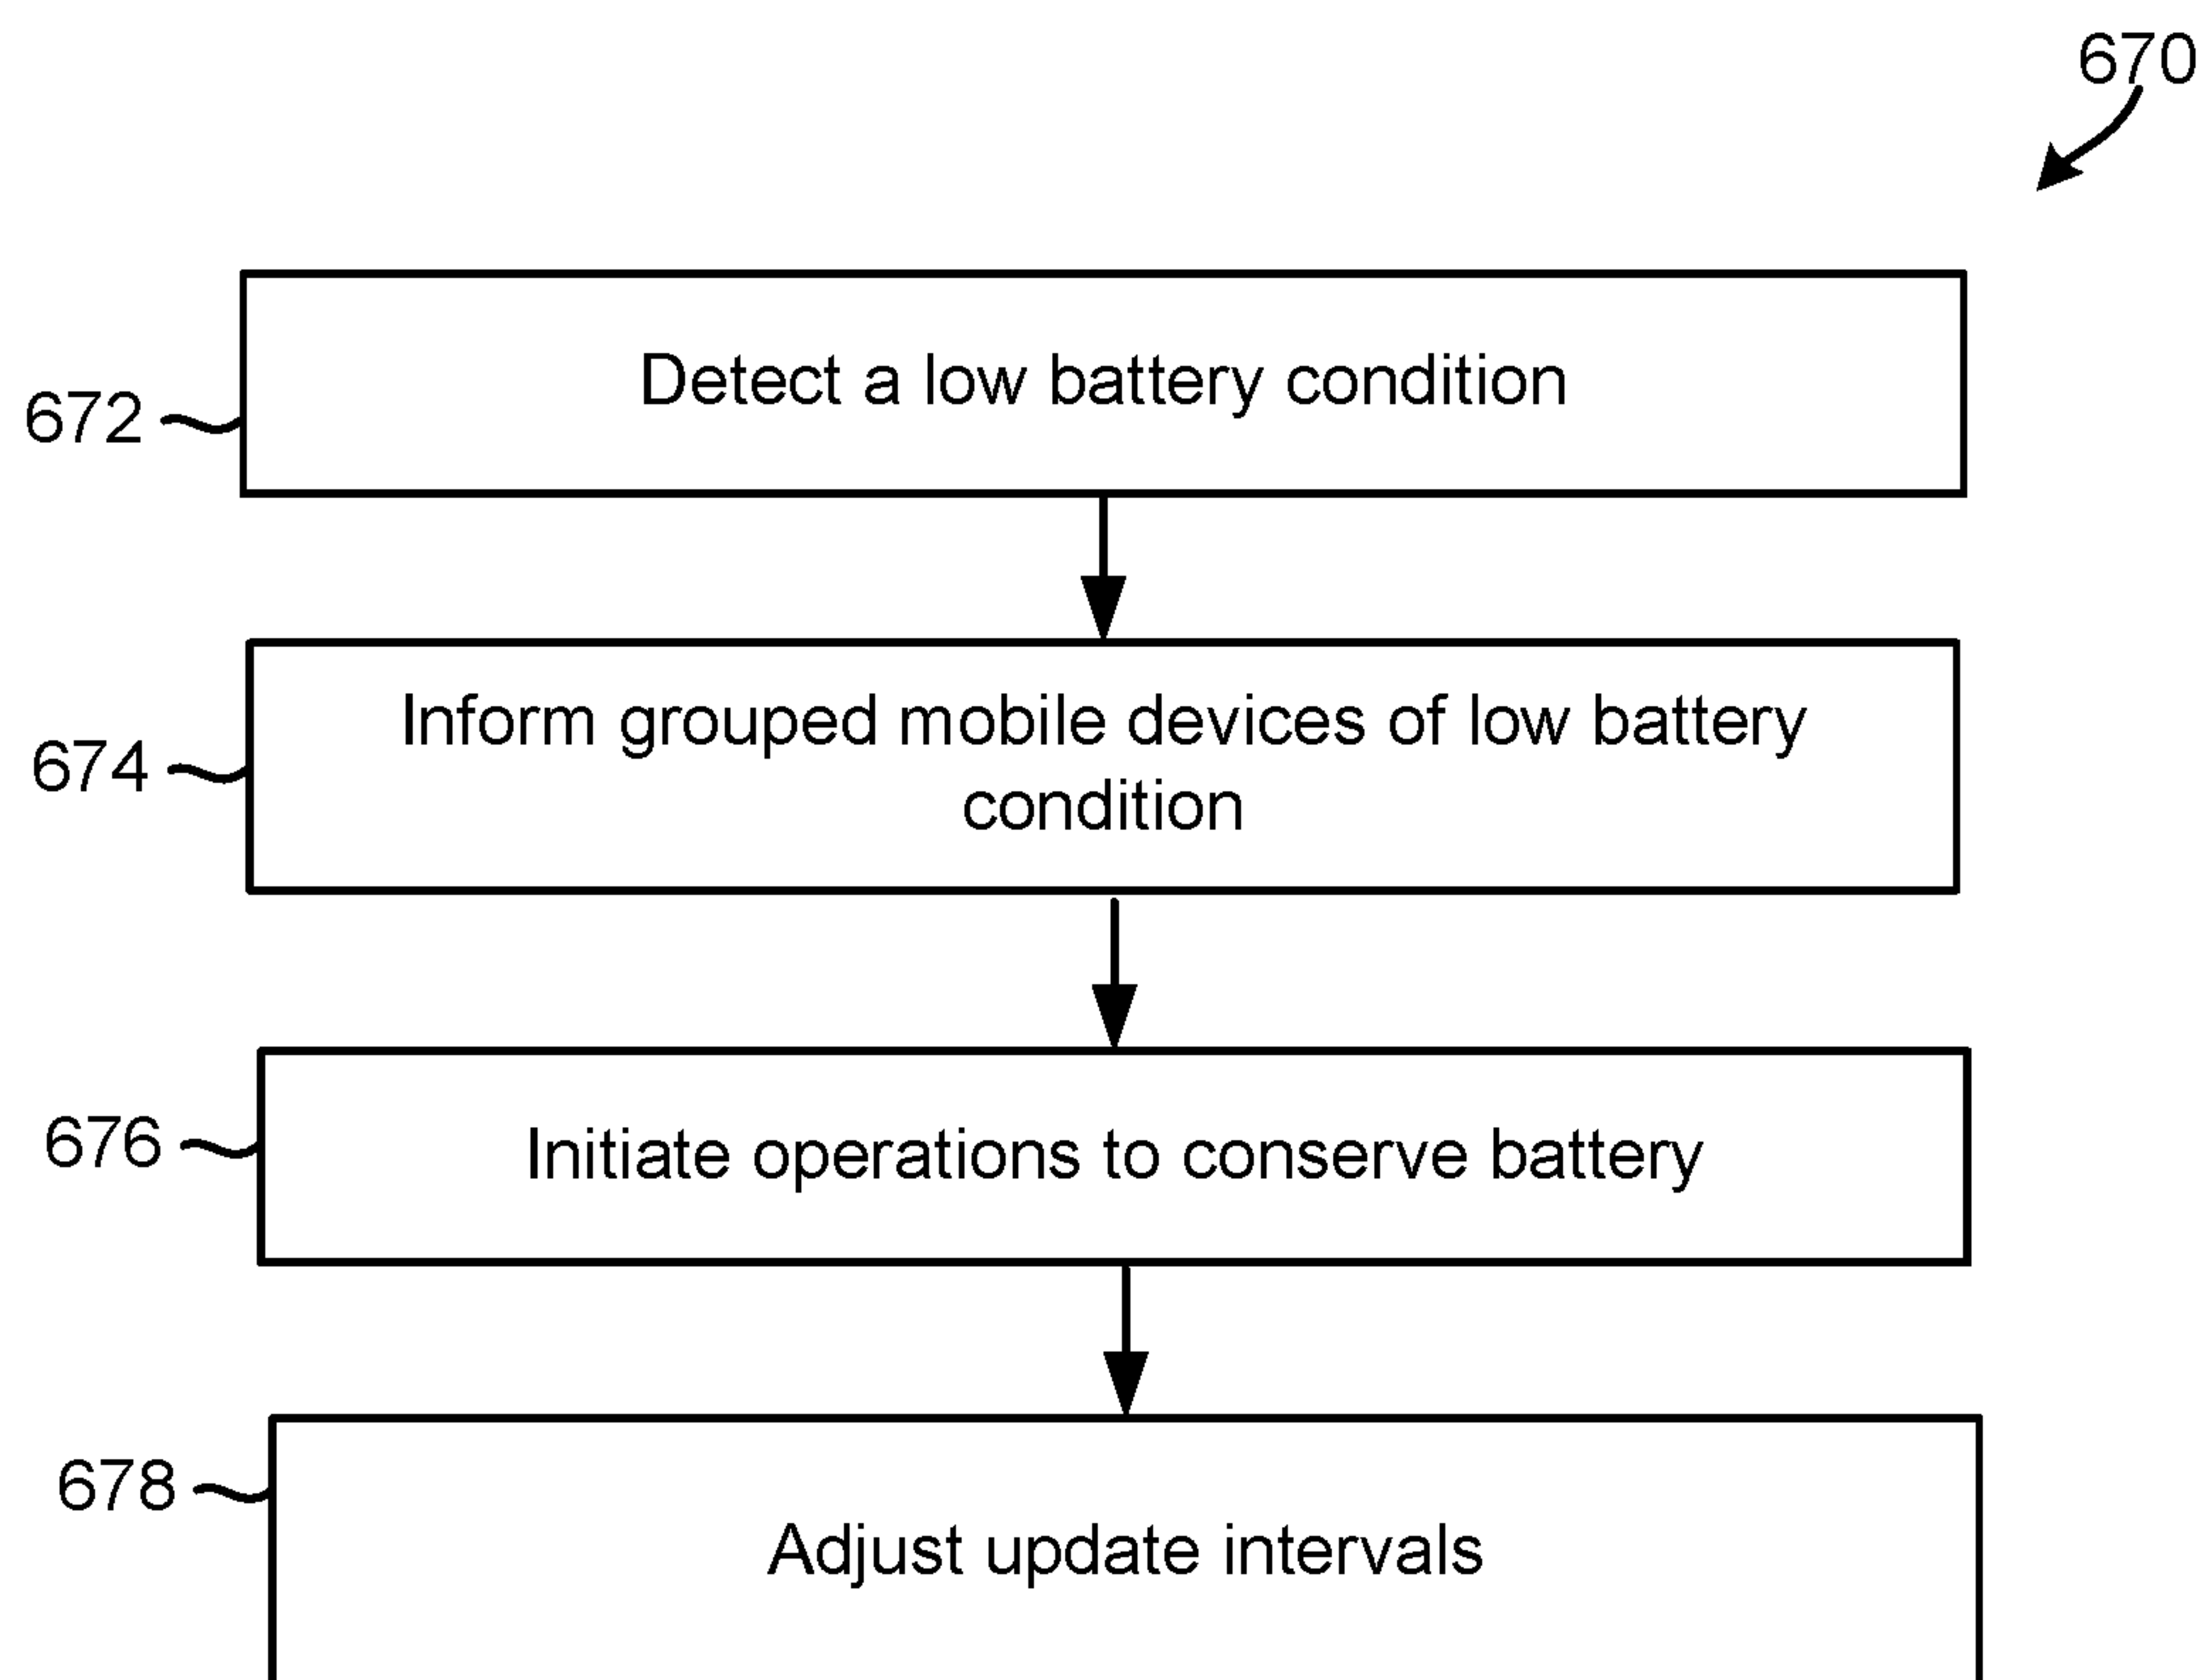 670
Detect a low battery condition
672
Inform grouped mobile devices of low battery
condition
674
Initiate operations to conserve battery
676
Adjust update intervals
678